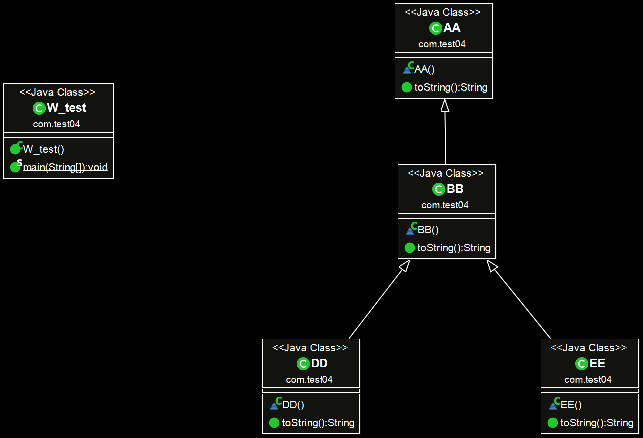 <<Java Class>>
AA
com.test04
AA()
toString():String
<<Java Class>>
W_test
com.test04
W_test()
main(String[]):void
<<Java Class>>
BB
com.test04
BB()
toString():String
<<Java Class>>
DD
com.test04
DD()
toString():String
<<Java Class>>
EE
com.test04
EE()
toString():String